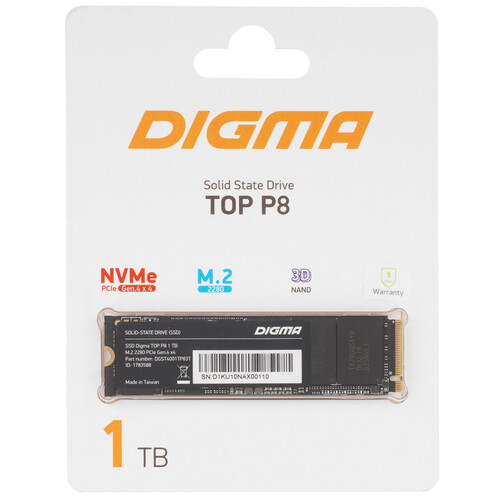 DIGMA
Solid State Drive
TOP P8
NVMe
PCIe Gen.4 x 4
M.2
2280
3D
NAND
Warranty
SOLID-STATE DRIVE (SSD)
DIGMA
SSD Digma TOP P8 1 TB
M.2 2280 PCIe Gen.4 x4
Part number: DGST4001TP83T
ID: 1783588
Made in Taiwan
SN:D1KU10NAX00110
1 TB